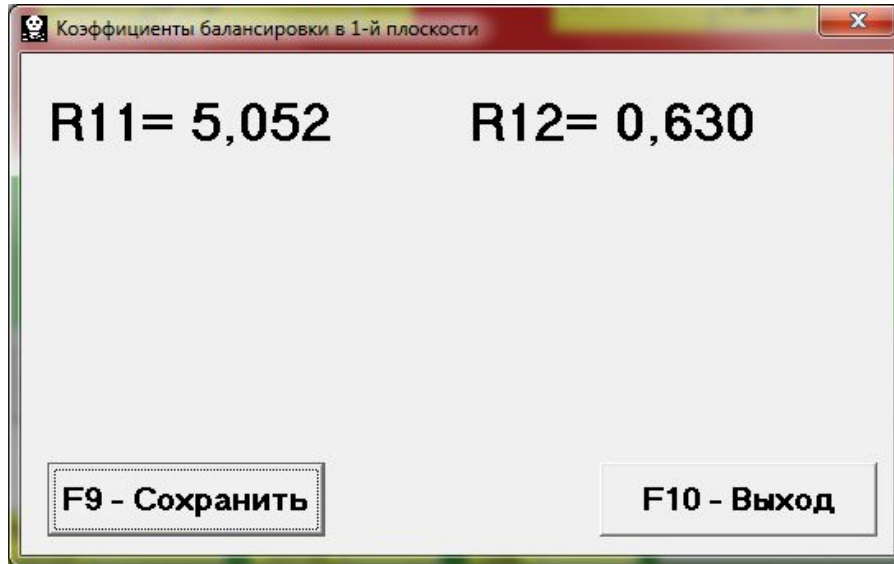 Коэффициенты балансировки в 1-й плоскости
R11= 5,052 R12= 0,630
F9 - Сохранить F10 - Выход